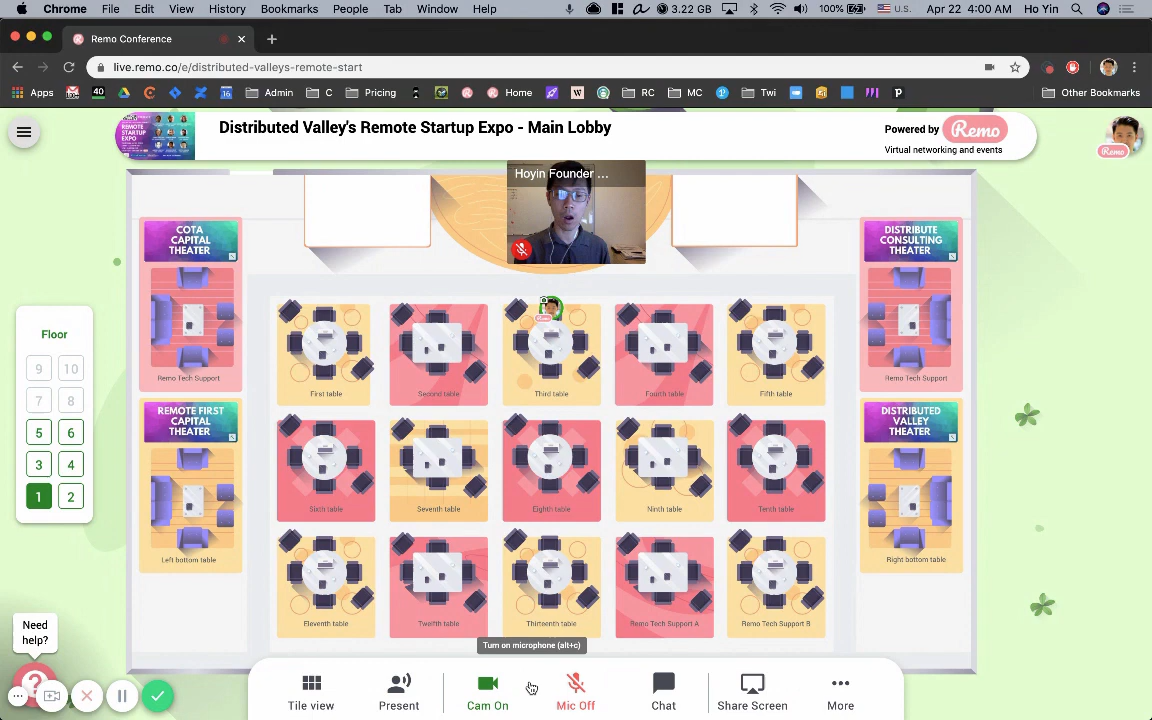 Chrome File Edit View History Bookmarks People Tab Window Help 3.22 GB 100% U.S. Apr 22 4:00 AM Ho Yin
Remo Conference
live.remo.co/e/distributed-valleys-remote-start
Apps 40 Admin C Pricing Home RC MC Twi Other Bookmarks
REMOTE
STARTUP
EXPO
Distributed Valley's Remote Startup Expo - Main Lobby
Powered by Remo
Virtual networking and events
Remo
Hoyin Founder ...
COTA
CAPITAL
THEATER
Remo Tech Support
REMOTE FIRST
CAPITAL
THEATER
Left bottom table
DISTRIBUTE
CONSULTING
THEATER
Remo Tech Support
DISTRIBUTED
VALLEY
THEATER
Right bottom table
Floor
9 10
7 8
5 6
3 4
1 2
First table Second table Third table Fourth table Fifth table
Sixth table Seventh table Eighth table Ninth table Tenth table
Eleventh table Twelfth table Thirteenth table Remo Tech Support A Remo Tech Support B
Need
help?
?
Turn on microphone (alt+c)
Tile view Present Cam On Mic Off Chat Share Screen More